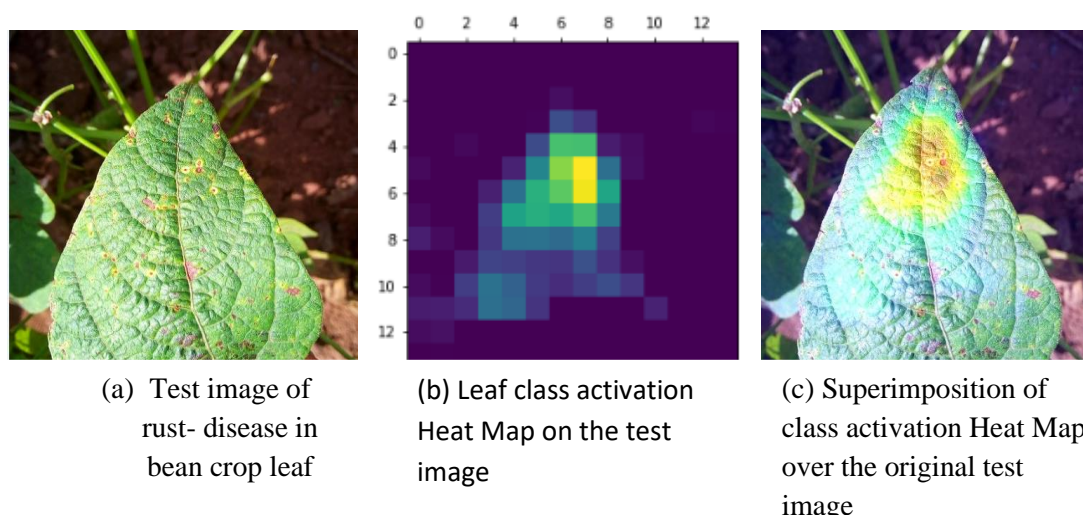 0 2 4 6 8 10 12
0
2
4
6
8
10
12
(a) Test image of
rust- disease in
bean crop leaf
(b) Leaf class activation
Heat Map on the test
image
(c) Superimposition of
class activation Heat Map
over the original test
image